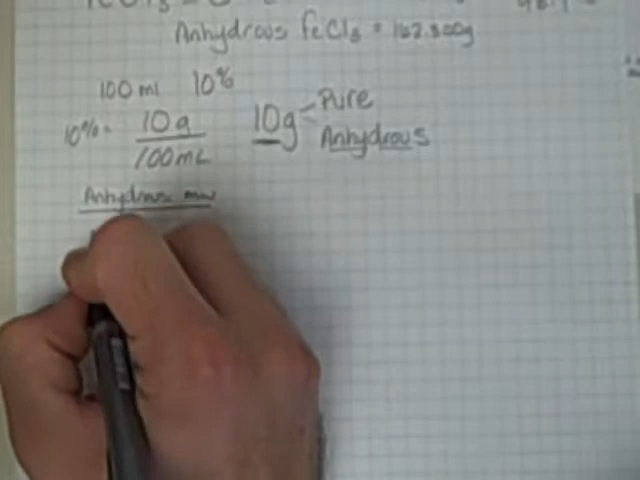 Anhydrous FeCl3 = 162.200g
100 ml 10%
10% = 10g / 100mL
10g Pure Anhydrous
Anhydrous mw